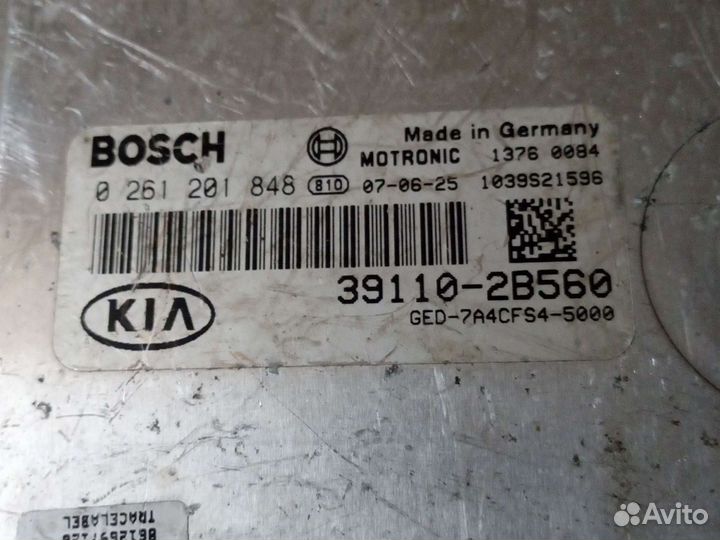 BOSCH
Made in Germany
MOTRONIC 1376 0084
0 261 201 848 810 07-06-25 1039S21596
39110-2B560
KIA
GED-7A4CFS4-5000
TRACELABEL
Avito